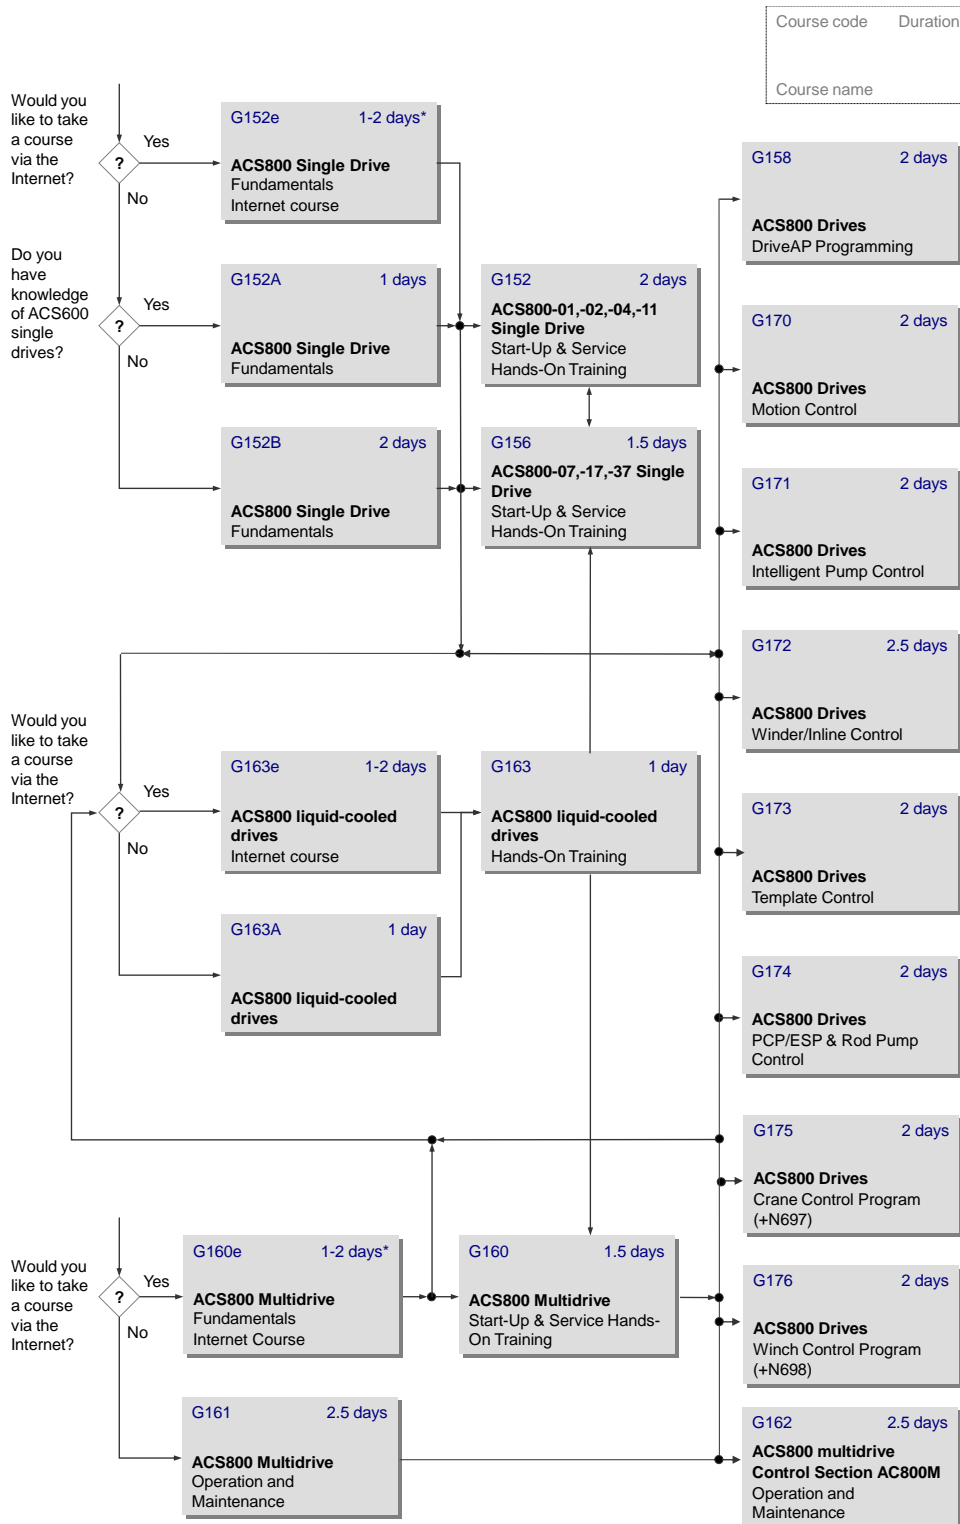 Course code Duration
Course name
Would you
like to take
a course
via the
Internet?
?
Yes
No
G152e 1-2 days*
ACS800 Single Drive
Fundamentals
Internet course
G158 2 days
ACS800 Drives
DriveAP Programming
Do you
have
knowledge
of ACS600
single
drives?
?
Yes
No
G152A 1 days
ACS800 Single Drive
Fundamentals
G152 2 days
ACS800-01,-02,-04,-11
Single Drive
Start-Up & Service
Hands-On Training
G170 2 days
ACS800 Drives
Motion Control
G152B 2 days
ACS800 Single Drive
Fundamentals
G156 1.5 days
ACS800-07,-17,-37 Single
Drive
Start-Up & Service
Hands-On Training
G171 2 days
ACS800 Drives
Intelligent Pump Control
G172 2.5 days
ACS800 Drives
Winder/Inline Control
Would you
like to take
a course
via the
Internet?
?
Yes
No
G163e 1-2 days
ACS800 liquid-cooled
drives
Internet course
G163 1 day
ACS800 liquid-cooled
drives
Hands-On Training
G173 2 days
ACS800 Drives
Template Control
G163A 1 day
ACS800 liquid-cooled
drives
G174 2 days
ACS800 Drives
PCP/ESP & Rod Pump
Control
G175 2 days
ACS800 Drives
Crane Control Program
(+N697)
Would you
like to take
a course
via the
Internet?
?
Yes
No
G160e 1-2 days*
ACS800 Multidrive
Fundamentals
Internet Course
G160 1.5 days
ACS800 Multidrive
Start-Up & Service Hands-
On Training
G176 2 days
ACS800 Drives
Winch Control Program
(+N698)
G161 2.5 days
ACS800 Multidrive
Operation and
Maintenance
G162 2.5 days
ACS800 multidrive
Control Section AC800M
Operation and
Maintenance